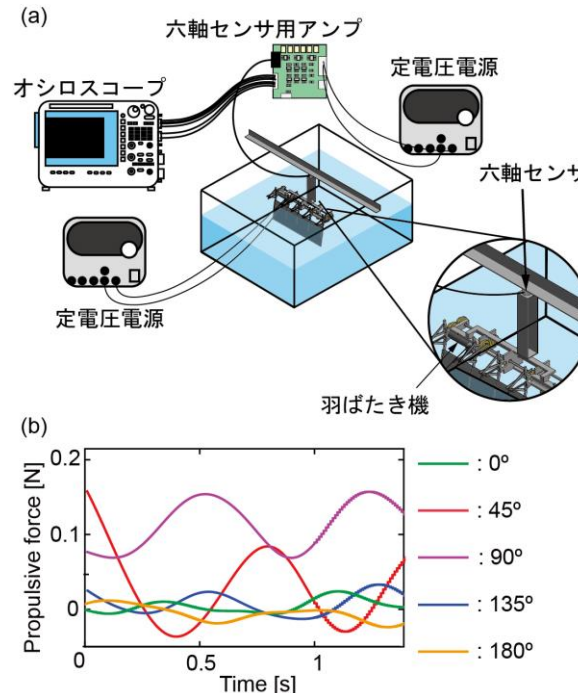 (a)
六軸センサ用アンプ
オシロスコープ
定電圧電源
六軸センサ
定電圧電源
羽ばたき機
(b)
Propulsive force [N]
0.2
0.1
0
0
0.5
1
Time [s]
: 0º
: 45º
: 90º
: 135º
: 180º